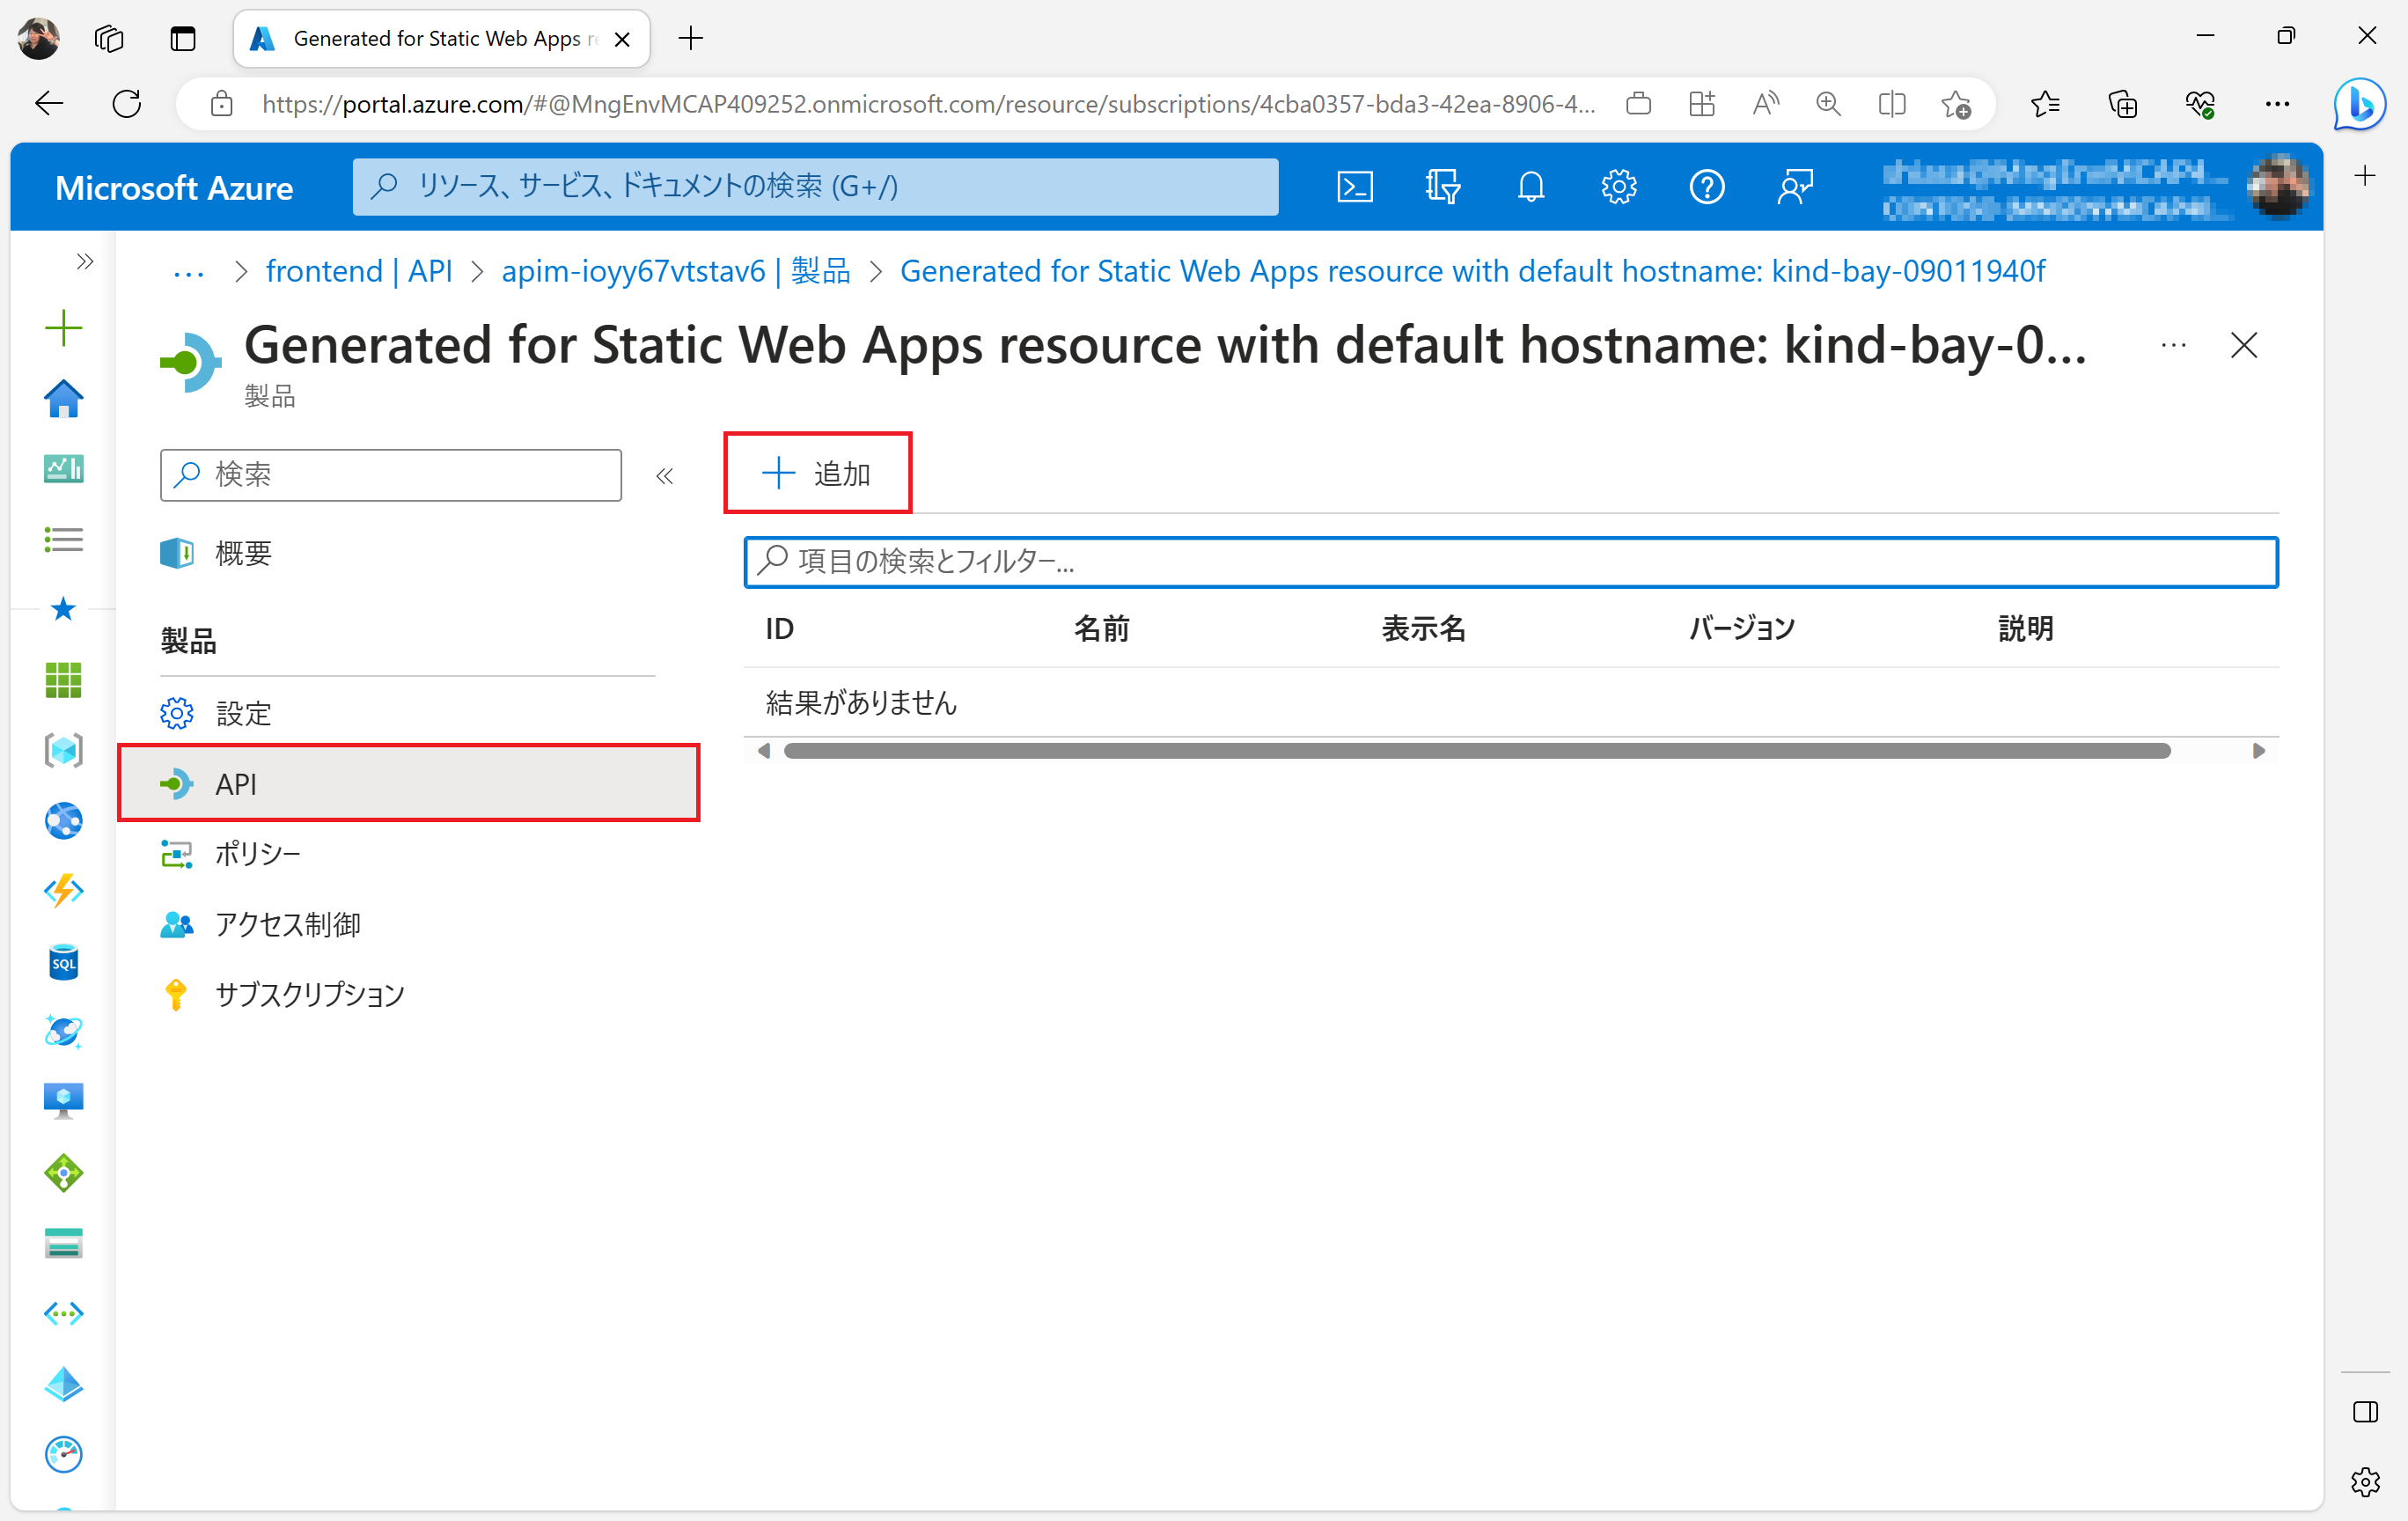 Generated for Static Web Apps re
https://portal.azure.com/#@MngEnvMCAP409252.onmicrosoft.com/resource/subscriptions/4cba0357-bda3-42ea-8906-4...
Microsoft Azure
リソース、サービス、ドキュメントの検索 (G+/)
... > frontend | API > apim-ioyy67vtstav6 | 製品 > Generated for Static Web Apps resource with default hostname: kind-bay-09011940f
Generated for Static Web Apps resource with default hostname: kind-bay-0...
製品
検索
追加
概要
項目の検索とフィルター...
ID 名前 表示名 バージョン 説明
結果がありません
製品
設定
API
ポリシー
アクセス制御
サブスクリプション
SQL